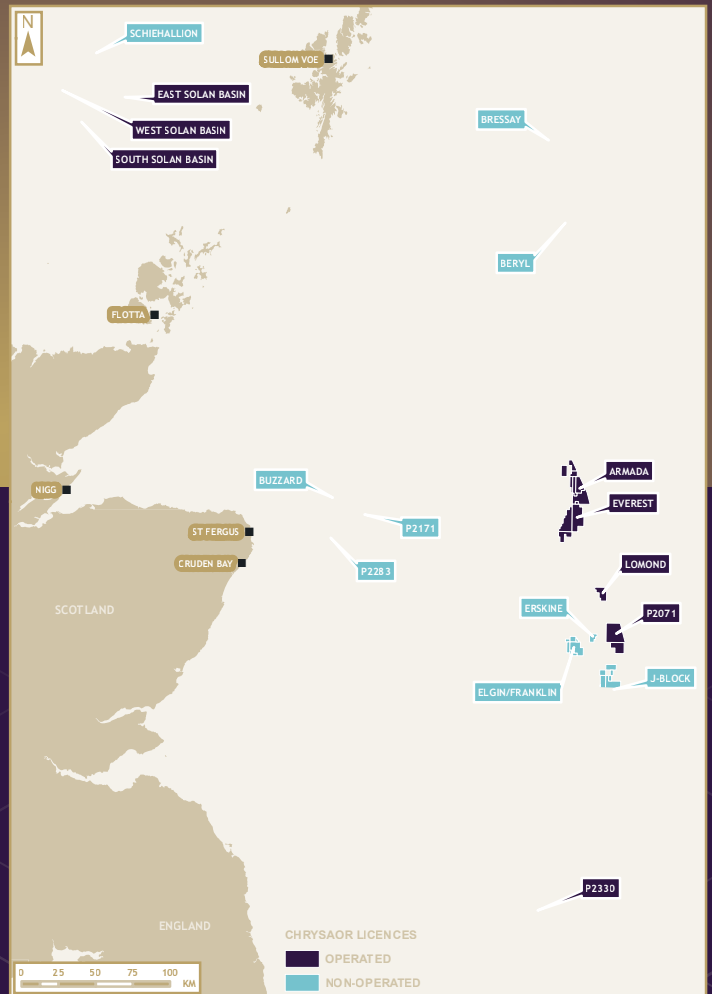 N
SCHIEHALLION
SULLOM VOE
EAST SOLAN BASIN
WEST SOLAN BASIN
SOUTH SOLAN BASIN
BRESSAY
BERYL
FLOTTA
ARMADA
BUZZARD
NIGG
EVEREST
P2171
ST FERGUS
CRUDEN BAY
P2283
LOMOND
SCOTLAND
ERSKINE
P2071
J-BLOCK
ELGIN/FRANKLIN
P2330
ENGLAND
CHRYSAOR LICENCES
OPERATED
NON-OPERATED
0 25 50 75 100
KM